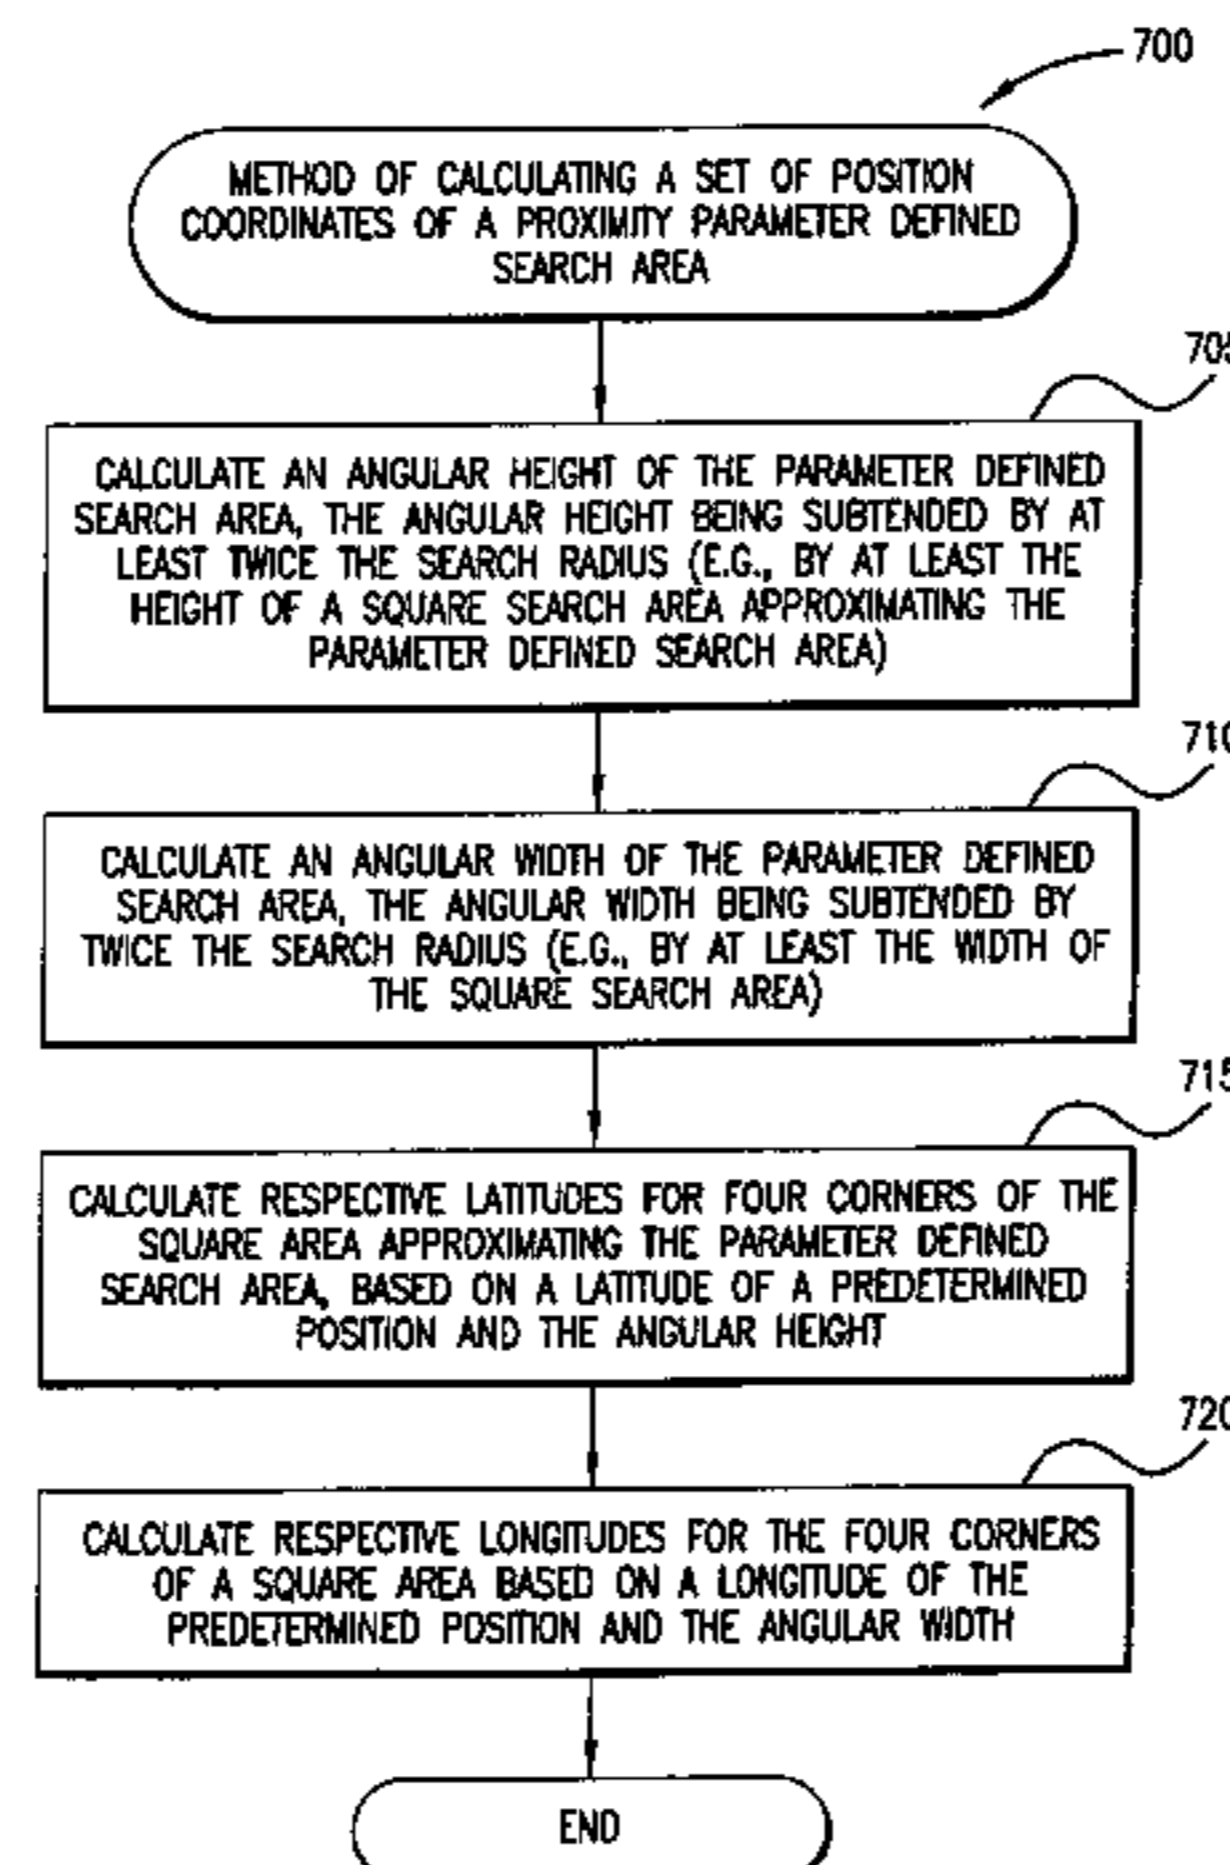 700
METHOD OF CALCULATING A SET OF POSITION
COORDINATES OF A PROXIMITY PARAMETER DEFINED
SEARCH AREA
705
CALCULATE AN ANGULAR HEIGHT OF THE PARAMETER DEFINED
SEARCH AREA, THE ANGULAR HEIGHT BEING SUBTENDED BY AT
LEAST TWICE THE SEARCH RADIUS (E.G., BY AT LEAST THE
HEIGHT OF A SQUARE SEARCH AREA APPROXIMATING THE
PARAMETER DEFINED SEARCH AREA)
710
CALCULATE AN ANGULAR WIDTH OF THE PARAMETER DEFINED
SEARCH AREA, THE ANGULAR WIDTH BEING SUBTENDED BY
TWICE THE SEARCH RADIUS (E.G., BY AT LEAST THE WIDTH OF
THE SQUARE SEARCH AREA)
715
CALCULATE RESPECTIVE LATITUDES FOR FOUR CORNERS OF THE
SQUARE AREA APPROXIMATING THE PARAMETER DEFINED
SEARCH AREA, BASED ON A LATITUDE OF A PREDETERMINED
POSITION AND THE ANGULAR HEIGHT
720
CALCULATE RESPECTIVE LONGITUDES FOR THE FOUR CORNERS
OF A SQUARE AREA BASED ON A LONGITUDE OF THE
PREDETERMINED POSITION AND THE ANGULAR WIDTH
END